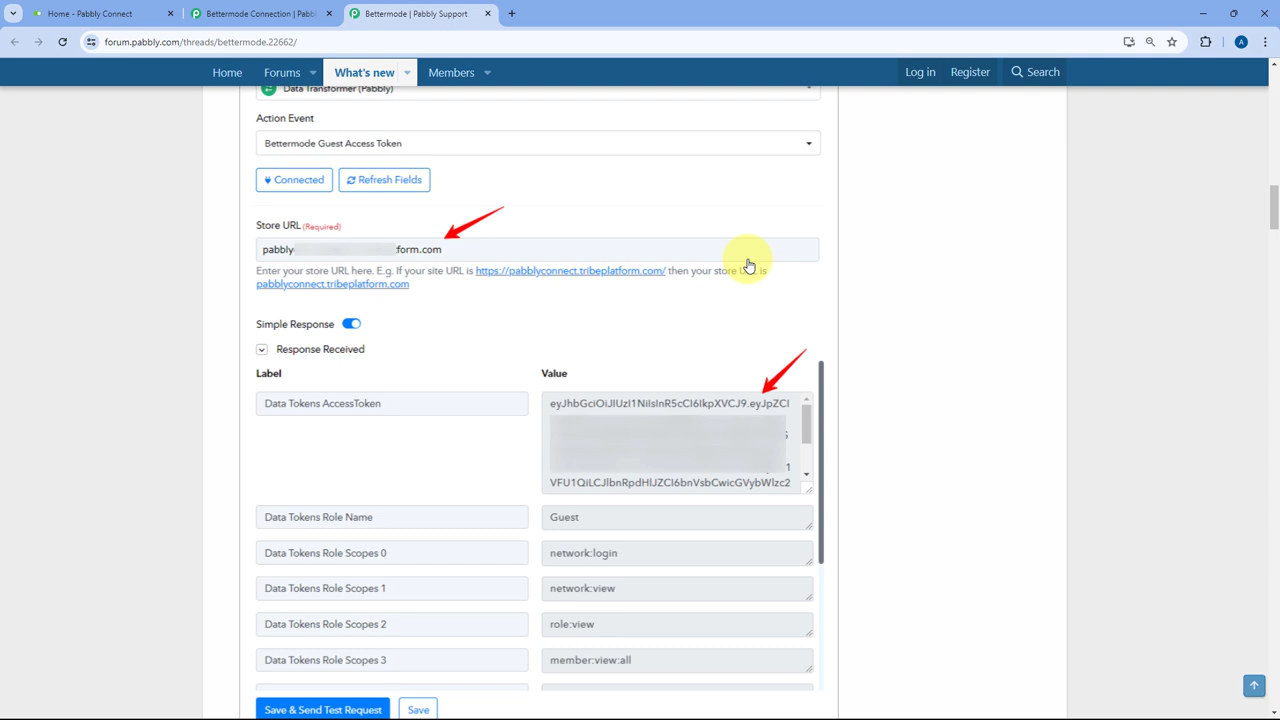 Home - Pabbly Connect
Bettermode Connection | Pabb
Bettermode | Pabbly Support
forum.pabbly.com/threads/bettermode.22662/
A
Home
Forums
What's new
Members
Log in
Register
Search
Data Transformer (Pabbly)
Action Event
Bettermode Guest Access Token
Connected
Refresh Fields
Store URL (Required)
pabbly form.com
Enter your store URL here. E.g. If your site URL is https://pabblyconnect.tribeplatform.com/ then your store URL is
pabblyconnect.tribeplatform.com
Simple Response
Response Received
Label
Value
Data Tokens AccessToken
eyJhbGciOiJIUzI1NiIsInR5cCI6IkpXVCJ9.eyJpZCI
VFU1QiLCJlbnRpdHlJZCI6bnVsbCwicGVybWlzc2
Data Tokens Role Name
Guest
Data Tokens Role Scopes 0
network:login
Data Tokens Role Scopes 1
network:view
Data Tokens Role Scopes 2
role:view
Data Tokens Role Scopes 3
member:view:all
Save & Send Test Request
Save